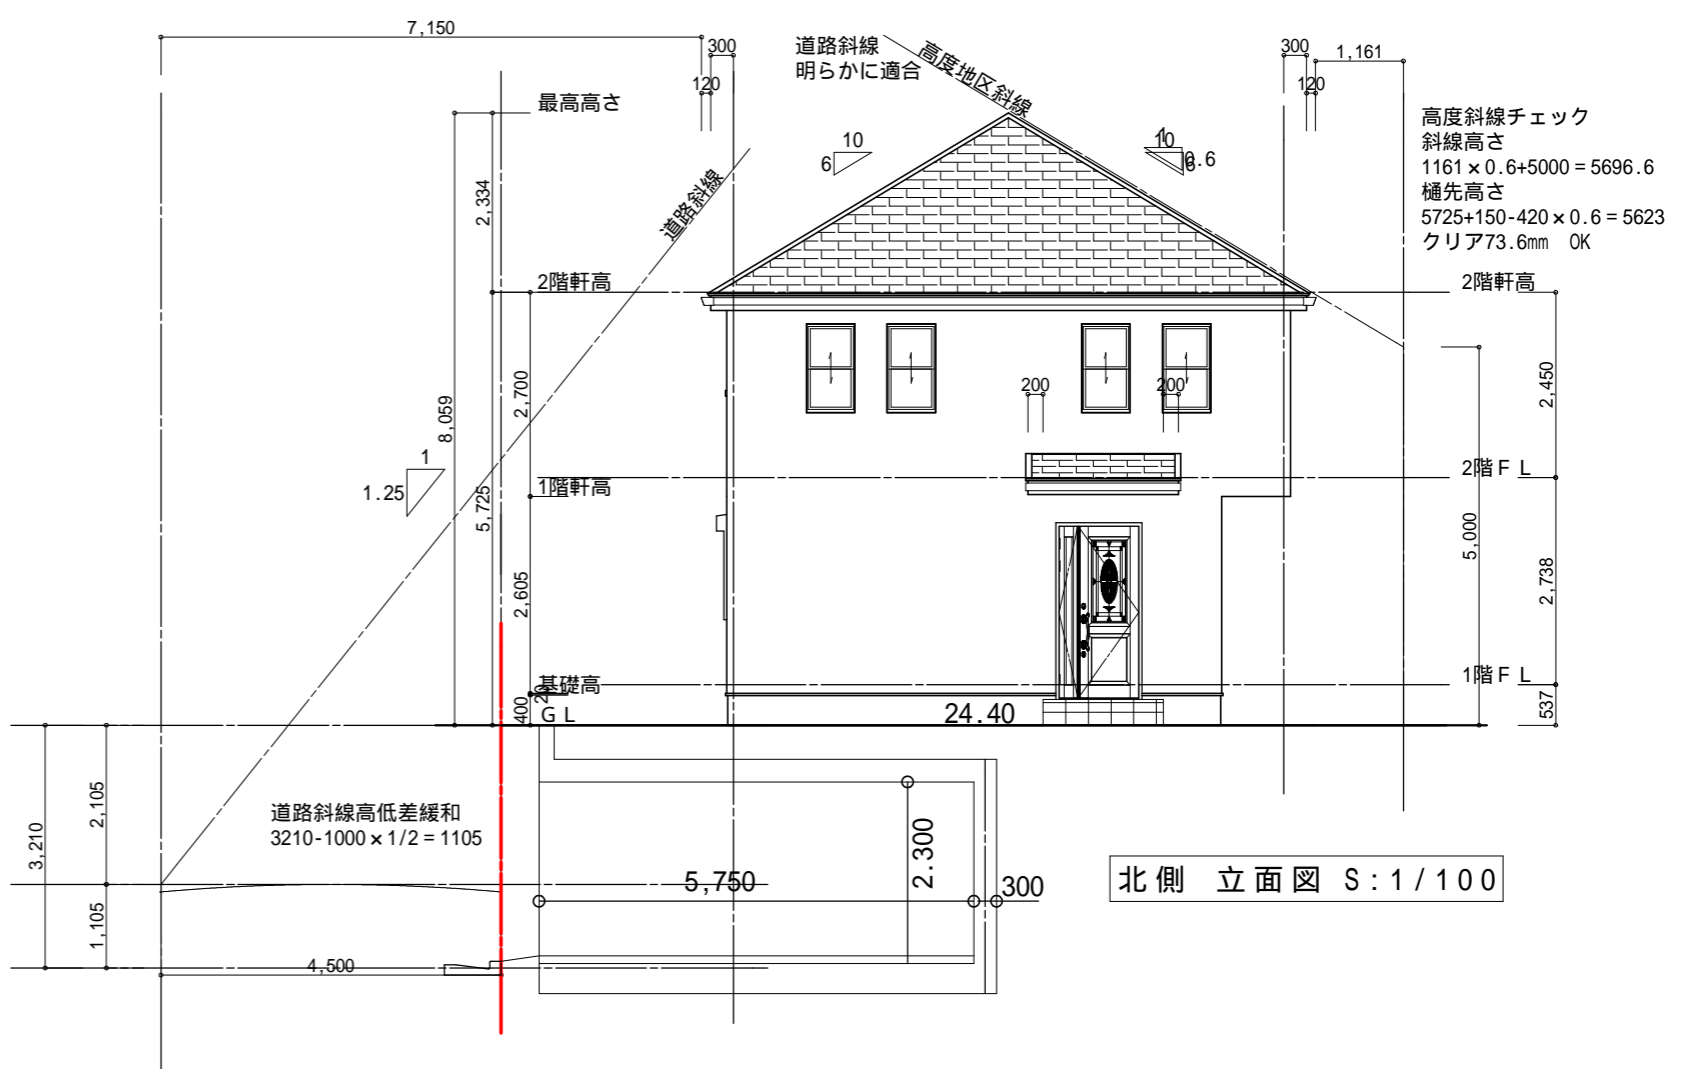 7,150
300
120
道路斜線
明らかに適合
高度地区斜線
300
120
1,161
最高高さ
高度斜線チェック
斜線高さ
1161×0.6+5000=5696.6
樋先高さ
5725+150-420×0.6=5623
クリア73.6mm OK
10
6
1
10
0.6
6
道路斜線
2,334
2階軒高
2階軒高
2,700
8,059
200
200
2,450
1
1.25
5,725
1階軒高
2階ＦＬ
5,000
2,605
2,738
基礎高
1階ＦＬ
400
20
ＧＬ
24.40
537
2,105
3,210
道路斜線高低差緩和
3210-1000×1/2=1105
5,750
2.300
300
北側 立面図 S:1/100
1,105
4,500